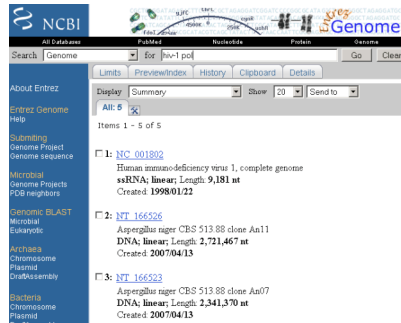 NCBI
Entrez
Genome
All Databases PubMed Nucleotide Protein Genome
Search Genome for hiv-1 pol Go Clear
Limits Preview/Index History Clipboard Details
About Entrez
Display Summary Show 20 Send to
All: 5
Items 1 - 5 of 5
Entrez Genome
Help
Submiting
Genome Project
Genome sequence
Microbial
Genome Projects
PDB neighbors
Genomic BLAST
Microbial
Eukaryotic
Archaea
Chromosome
Plasmid
DraftAssembly
Bacteria
Chromosome
Plasmid
1: NC_001802
Human immunodeficiency virus 1, complete genome
ssRNA; linear; Length: 9,181 nt
Created: 1998/01/22
2: NT_166526
Aspergillus niger CBS 513.88 clone An11
DNA; linear; Length: 2,721,467 nt
Created: 2007/04/13
3: NT_166523
Aspergillus niger CBS 513.88 clone An07
DNA; linear; Length: 2,341,370 nt
Created: 2007/04/13